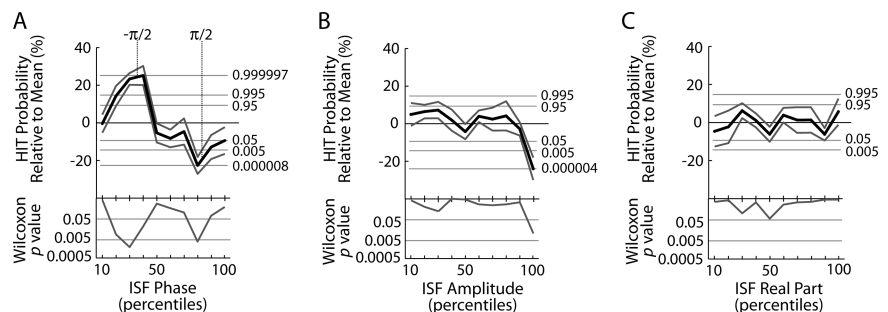 A
-π/2
π/2
HIT Probability
Relative to Mean (%)
40
20
0
-20
0.999997
0.995
0.95
0.05
0.005
0.000008
Wilcoxon
p value
0.05
0.005
0.0005
10
50
100
ISF Phase
(percentiles)
B
HIT Probability
Relative to Mean (%)
40
20
0
-20
0.995
0.95
0.05
0.005
0.000004
Wilcoxon
p value
0.05
0.005
0.0005
10
50
100
ISF Amplitude
(percentiles)
C
HIT Probability
Relative to Mean (%)
40
20
0
-20
0.995
0.95
0.05
0.005
Wilcoxon
p value
0.05
0.005
0.0005
10
50
100
ISF Real Part
(percentiles)